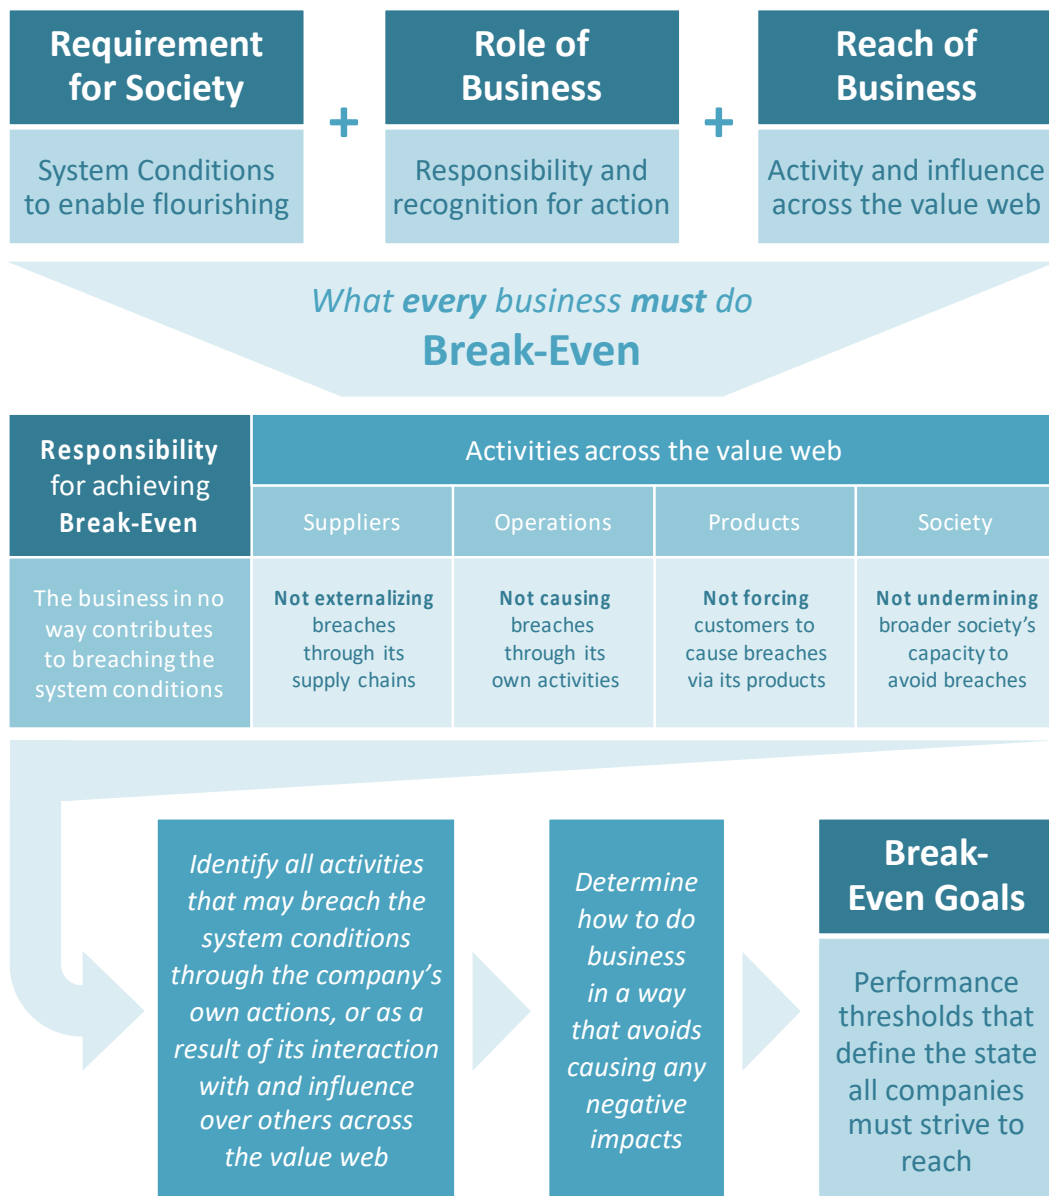 Requirement
for Society
System Conditions
to enable flourishing
+
Role of
Business
Responsibility and
recognition for action
+
Reach of
Business
Activity and influence
across the value web
What every business must do
Break-Even
Responsibility
for achieving
Break-Even
Activities across the value web
Suppliers
Operations
Products
Society
The business in no
way contributes
to breaching the
system conditions
Not externalizing
breaches
through its
supply chains
Not causing
breaches
through its
own activities
Not forcing
customers to
cause breaches
via its products
Not undermining
broader society's
capacity to
avoid breaches
Identify all activities
that may breach the
system conditions
through the company's
own actions, or as a
result of its interaction
with and influence
over others across
the value web
Determine
how to do
business
in a way
that avoids
causing any
negative
impacts
Break-
Even Goals
Performance
thresholds that
define the state
all companies
must strive to
reach